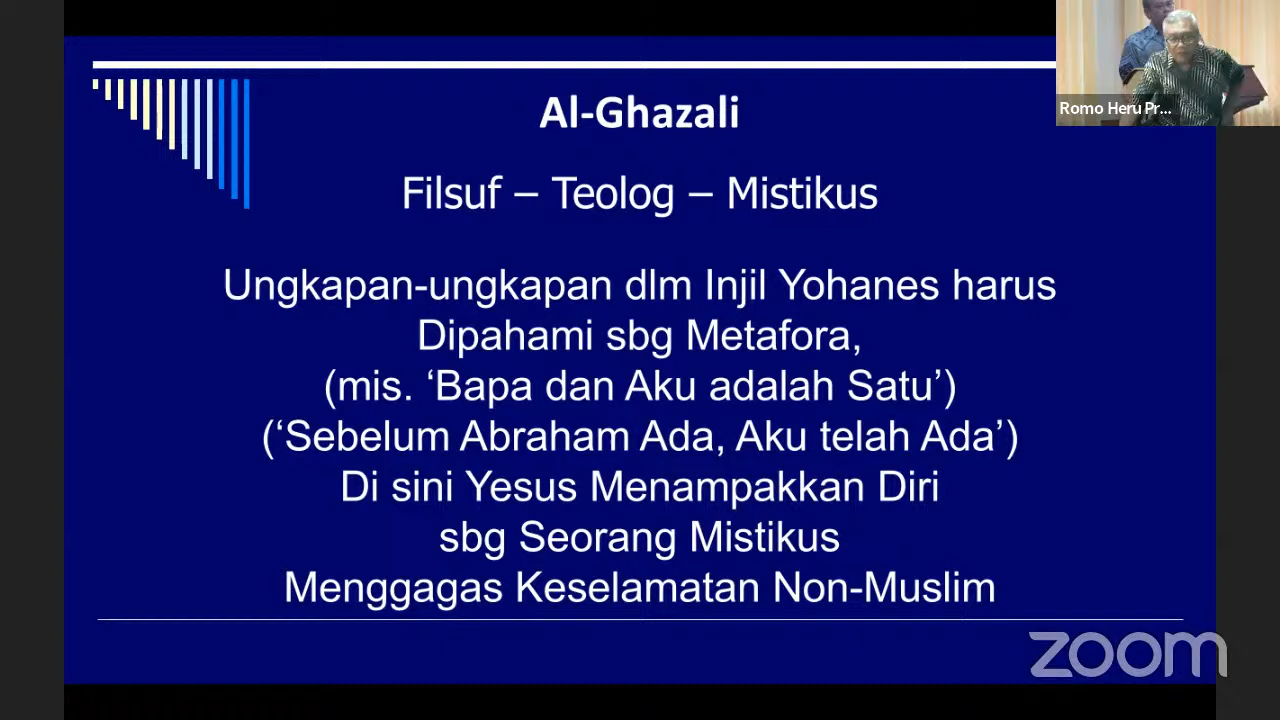 Al-Ghazali
Filsuf – Teolog – Mistikus
Ungkapan-ungkapan dlm Injil Yohanes harus
Dipahami sbg Metafora,
(mis. ‘Bapa dan Aku adalah Satu’)
(‘Sebelum Abraham Ada, Aku telah Ada’)
Di sini Yesus Menampakkan Diri
sbg Seorang Mistikus
Menggagas Keselamatan Non-Muslim
Romo Heru Pr...
zoom